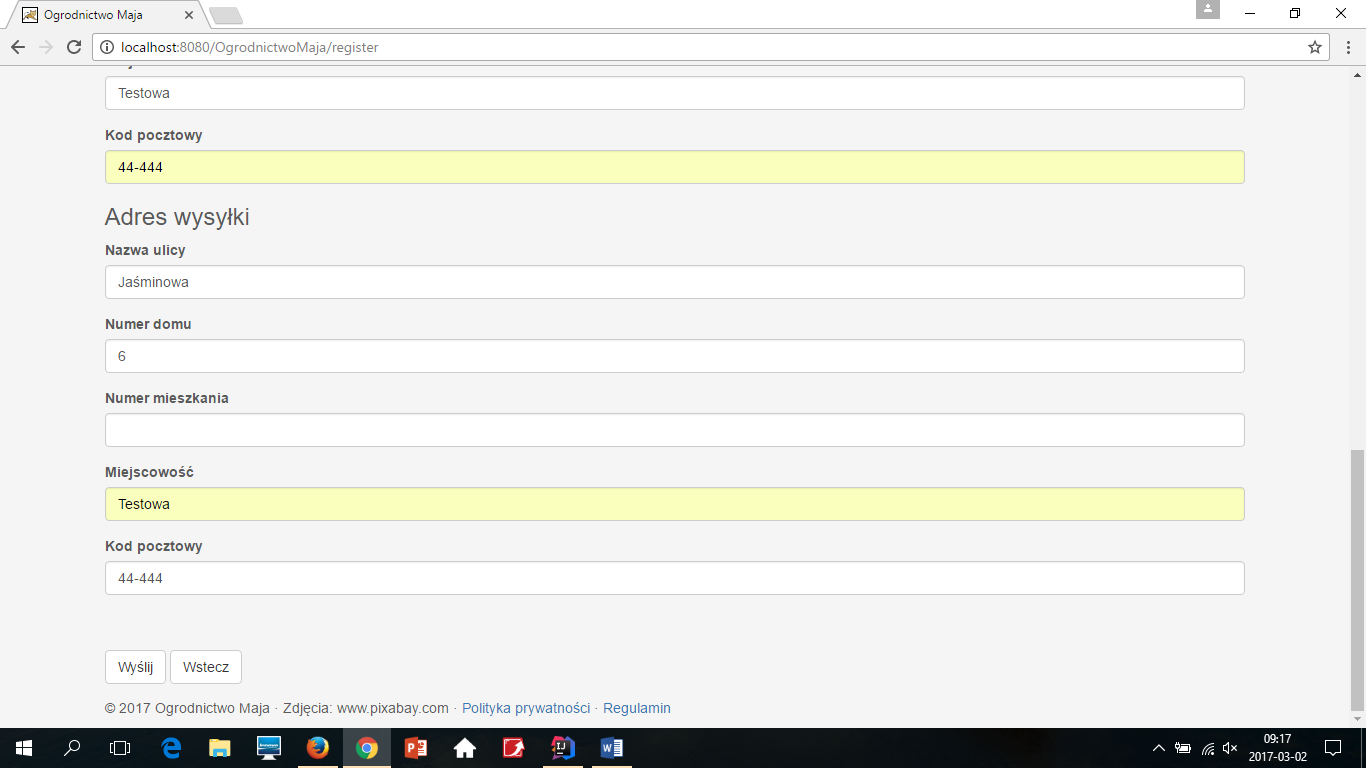 Ogrodnictwo Maja
localhost:8080/OgrodnictwoMaja/register
Testowa
Kod pocztowy
44-444
Adres wysyłki
Nazwa ulicy
Jaśminowa
Numer domu
6
Numer mieszkania
Miejscowość
Testowa
Kod pocztowy
44-444
Wyślij Wstecz
© 2017 Ogrodnictwo Maja · Zdjęcia: www.pixabay.com · Polityka prywatności · Regulamin
09:17
2017-03-02